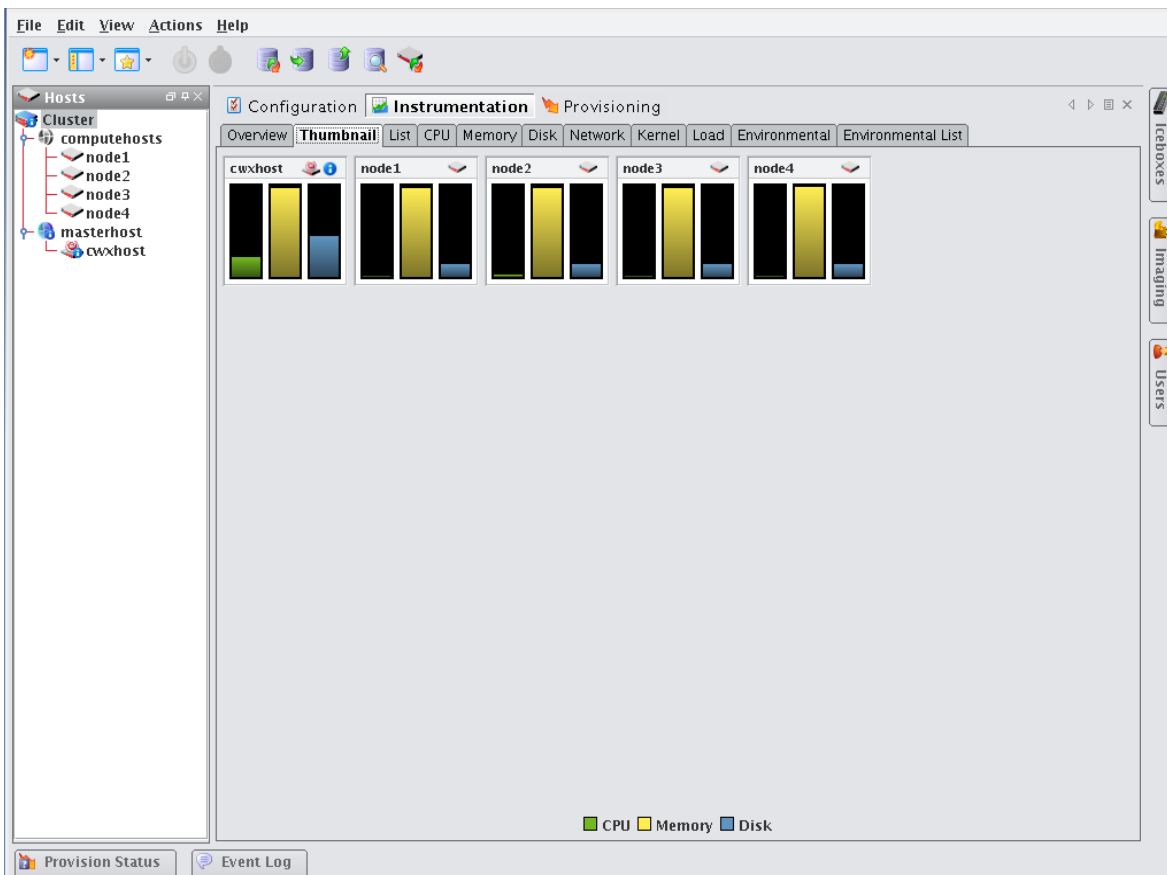 File Edit View Actions Help
Hosts
Cluster
computehosts
node1
node2
node3
node4
masterhost
cwxhost
Configuration Instrumentation Provisioning
Overview Thumbnail List CPU Memory Disk Network Kernel Load Environmental Environmental List
cwxhost node1 node2 node3 node4
CPU Memory Disk
Iceboxes
Imaging
Users
Provision Status Event Log